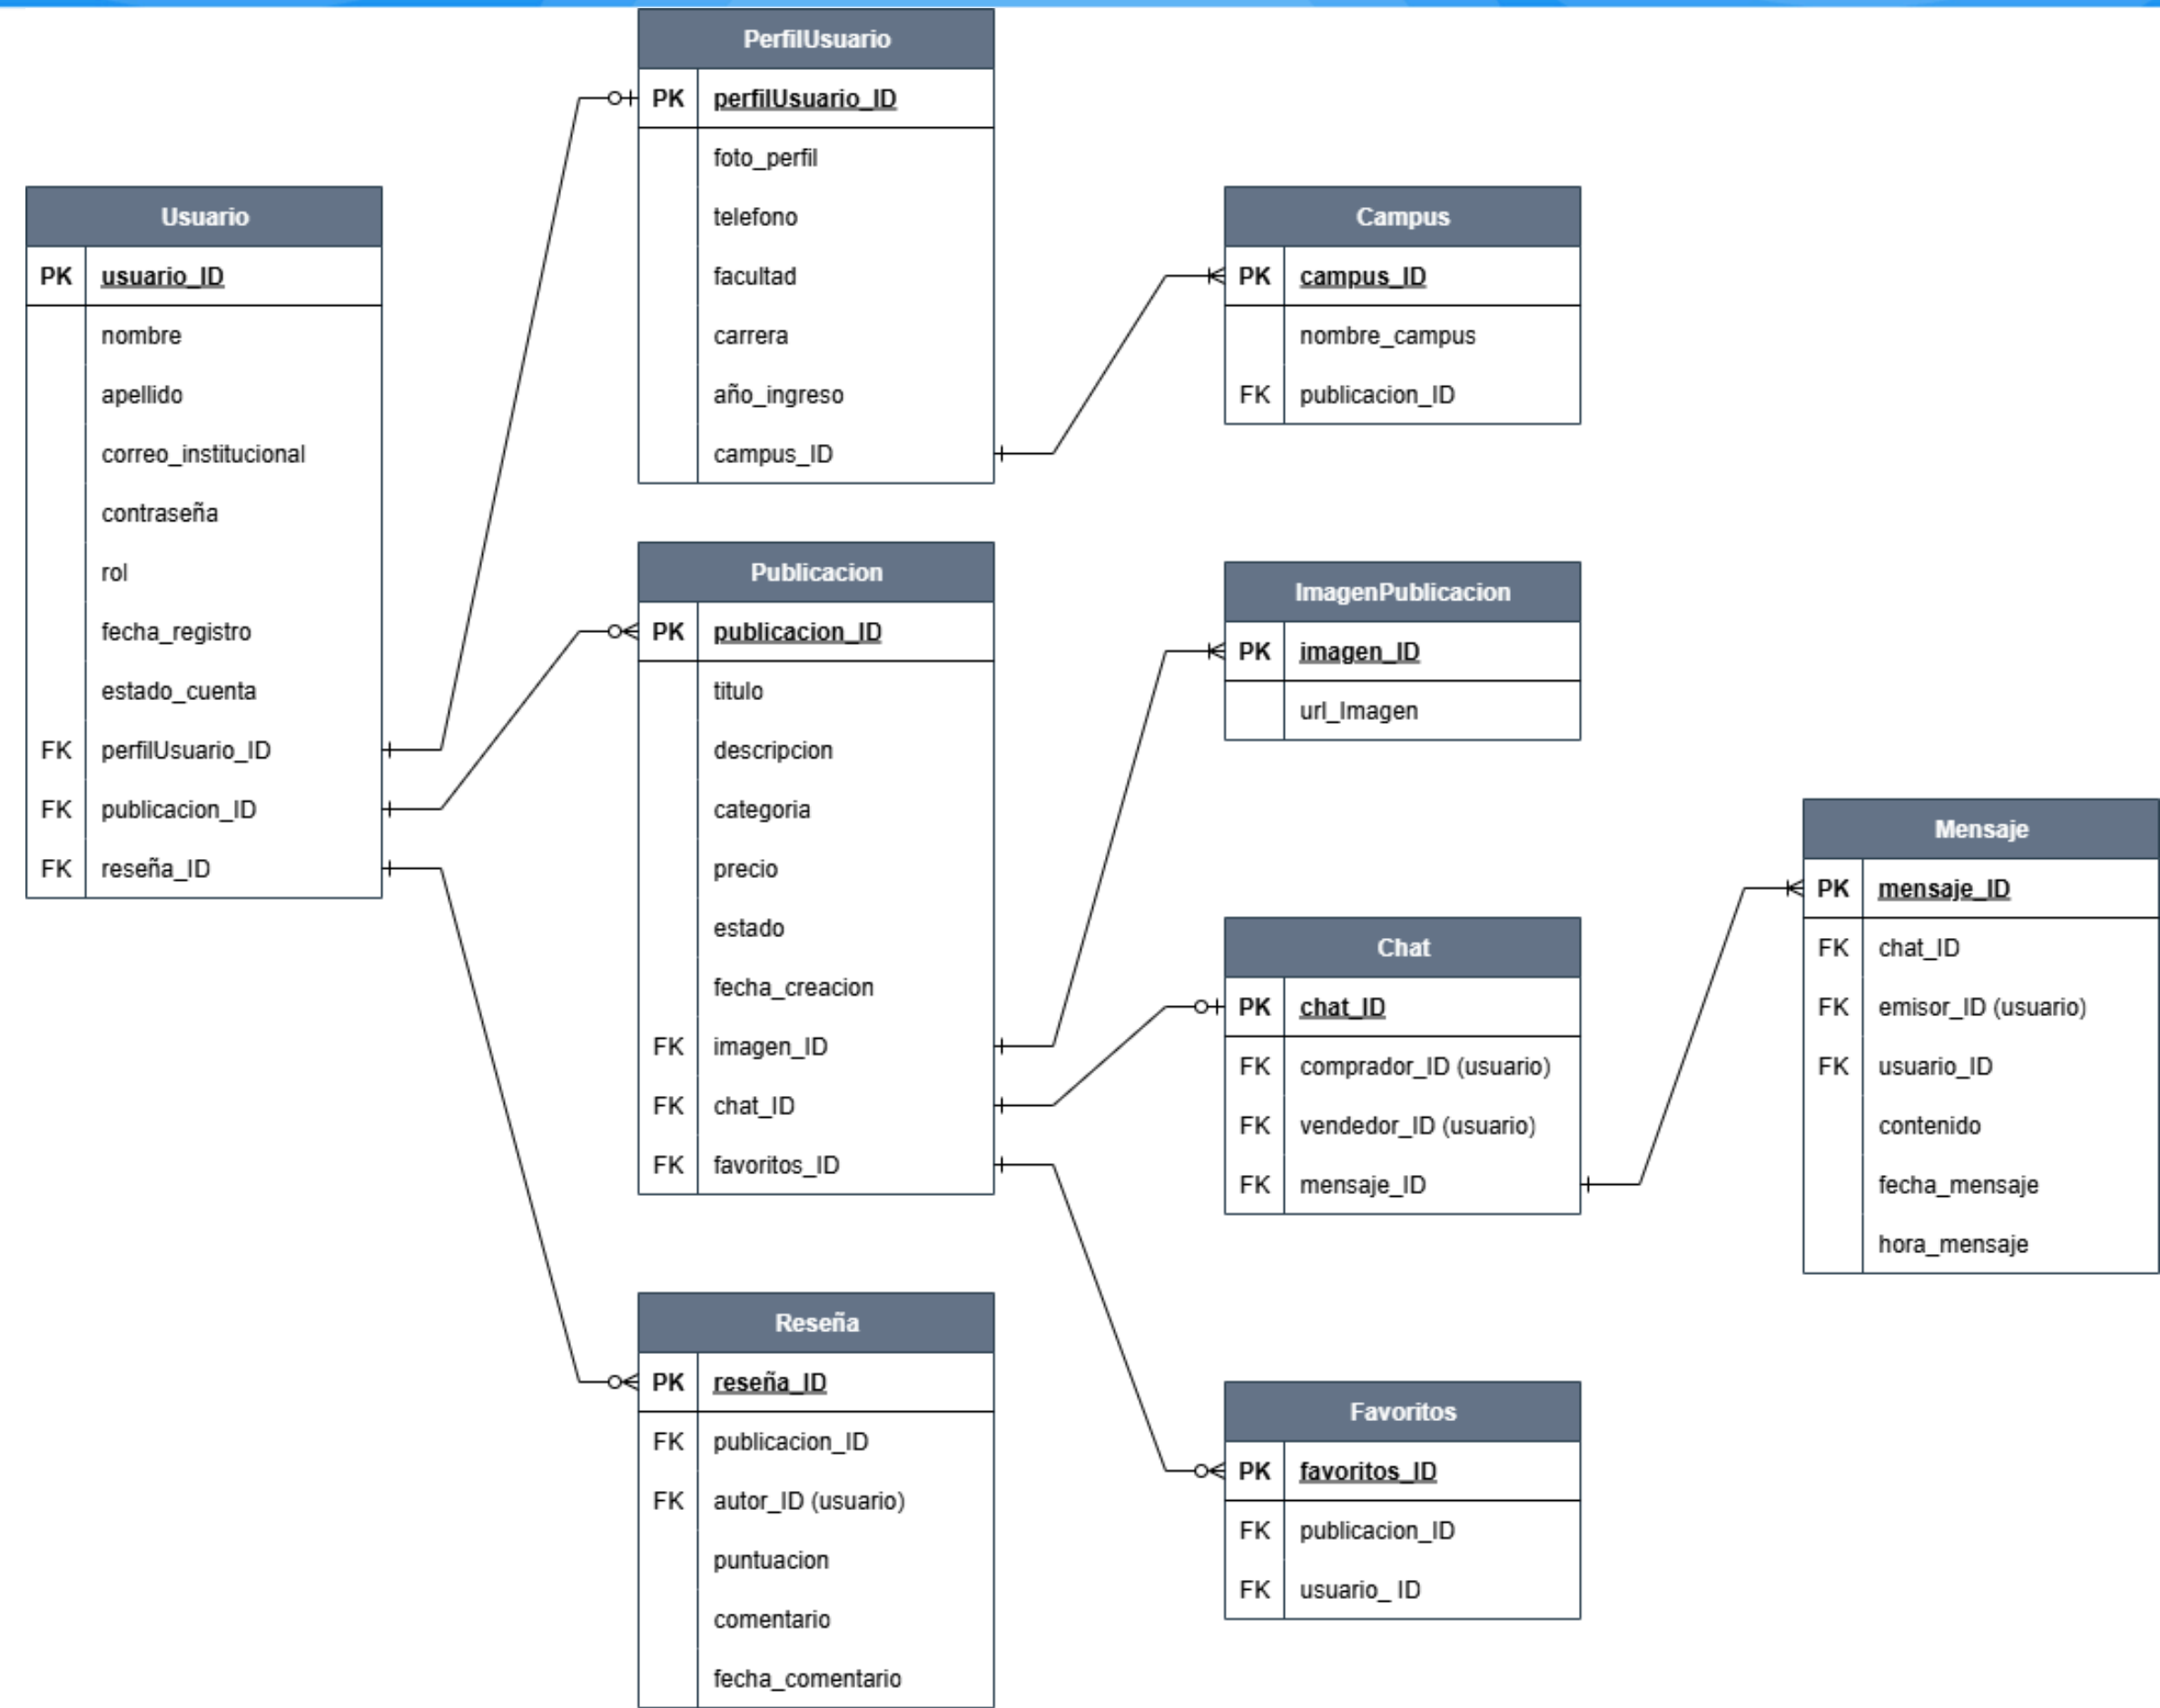 Usuario
PK usuario_ID
nombre
apellido
correo_institucional
contraseña
rol
fecha_registro
estado_cuenta
FK perfilUsuario_ID
FK publicacion_ID
FK reseña_ID
PerfilUsuario
PK perfilUsuario_ID
foto_perfil
telefono
facultad
carrera
año_ingreso
campus_ID
Publicacion
PK publicacion_ID
titulo
descripcion
categoria
precio
estado
fecha_creacion
FK imagen_ID
FK chat_ID
FK favoritos_ID
Reseña
PK reseña_ID
FK publicacion_ID
FK autor_ID (usuario)
puntuacion
comentario
fecha_comentario
Campus
PK campus_ID
nombre_campus
FK publicacion_ID
ImagenPublicacion
PK imagen_ID
url_Imagen
Chat
PK chat_ID
FK comprador_ID (usuario)
FK vendedor_ID (usuario)
FK mensaje_ID
Favoritos
PK favoritos_ID
FK publicacion_ID
FK usuario_ ID
Mensaje
PK mensaje_ID
FK chat_ID
FK emisor_ID (usuario)
FK usuario_ID
contenido
fecha_mensaje
hora_mensaje